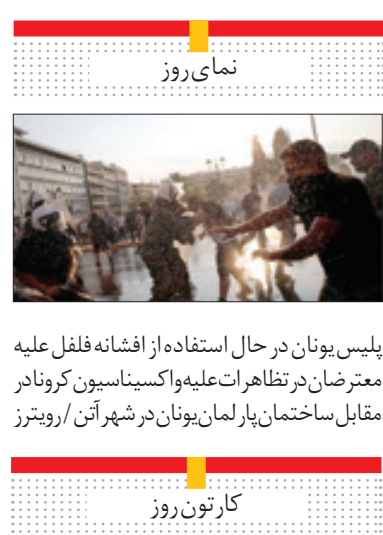 نمای روز
پلیس یونان در حال استفاده از افشانه فلفل علیه
معترضان در تظاهرات علیه واکسیناسیون کرونا در
مقابل ساختمان پارلمان یونان در شهر آتن / رویترز
کارتون روز